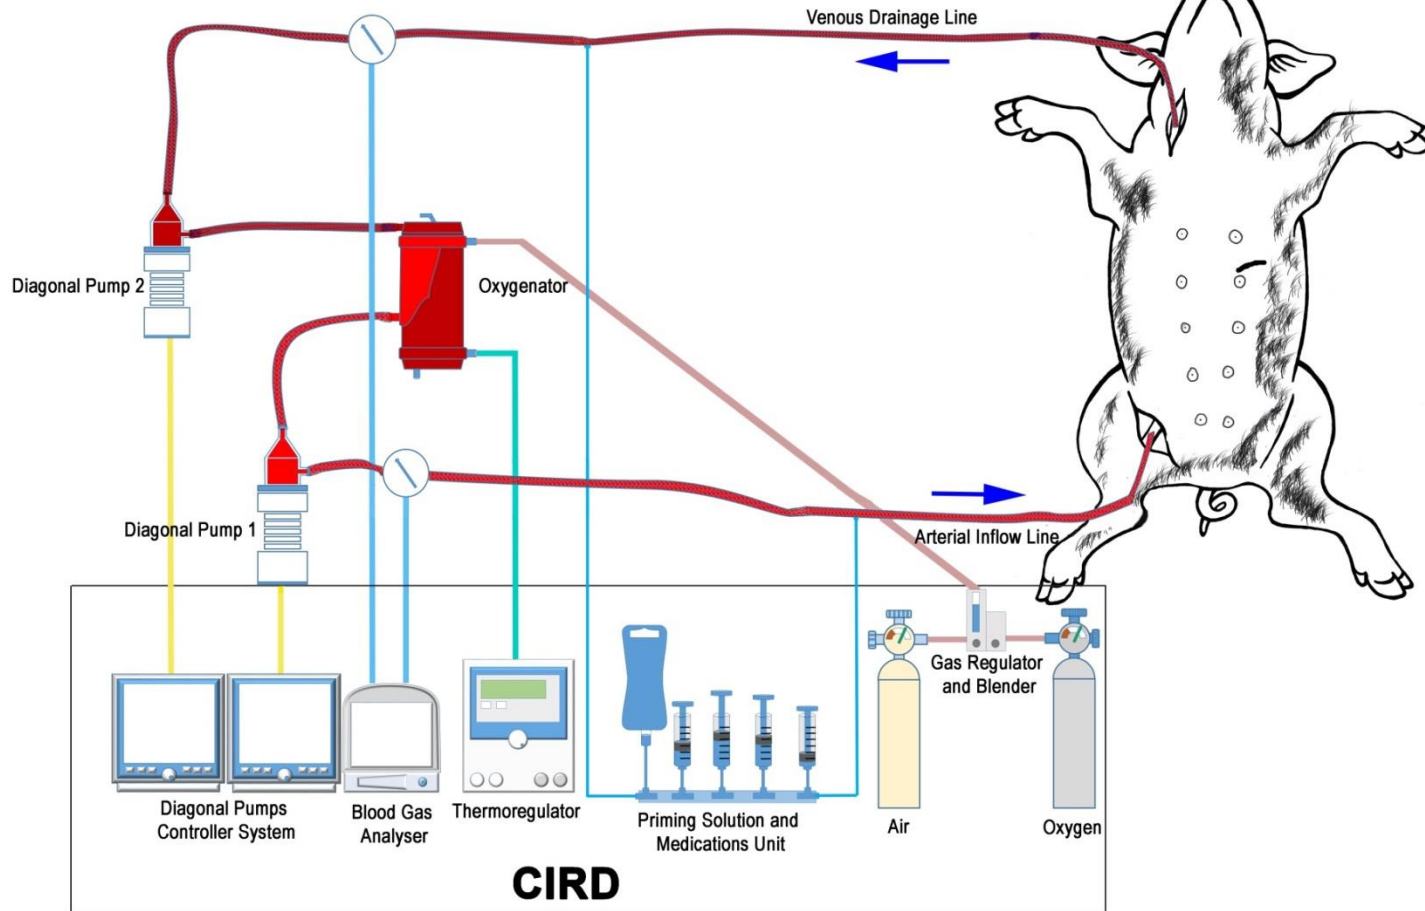 Venous Drainage Line
Diagonal Pump 2
Oxygenator
Diagonal Pump 1
Arterial Inflow Line
Gas Regulator
and Blender
Diagonal Pumps
Controller System
Blood Gas
Analyser
Thermoregulator
Priming Solution and
Medications Unit
Air
Oxygen
CIRD